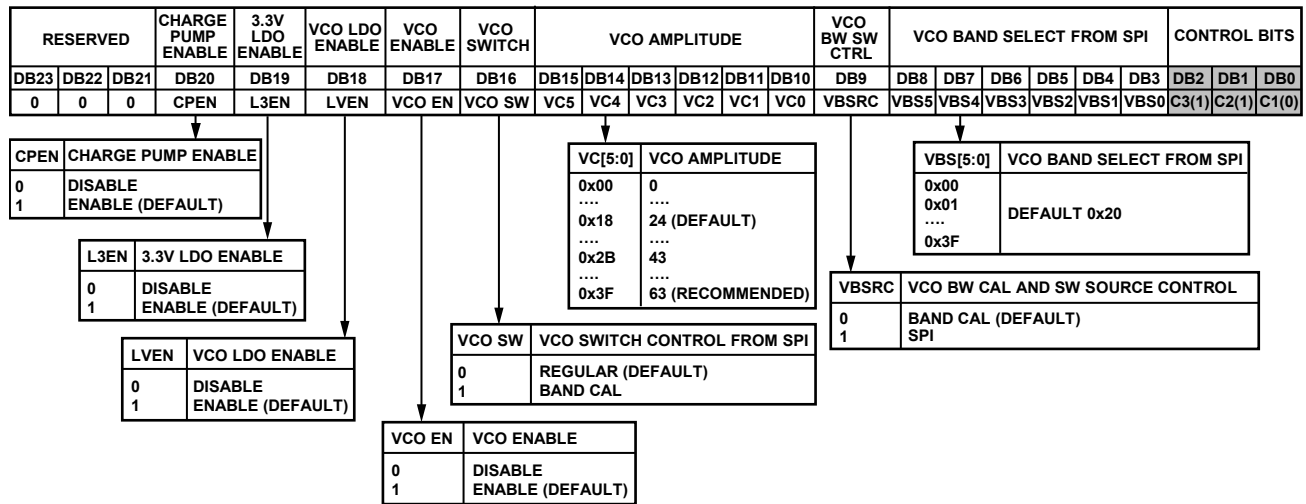 RESERVED CHARGE PUMP ENABLE 3.3V LDO ENABLE VCO LDO ENABLE VCO ENABLE VCO SWITCH VCO AMPLITUDE VCO BW SW CTRL VCO BAND SELECT FROM SPI CONTROL BITS
DB23 DB22 DB21 DB20 DB19 DB18 DB17 DB16 DB15 DB14 DB13 DB12 DB11 DB10 DB9 DB8 DB7 DB6 DB5 DB4 DB3 DB2 DB1 DB0
0 0 0 CPEN L3EN LVEN VCO EN VCO SW VC5 VC4 VC3 VC2 VC1 VC0 VBSRC VBS5 VBS4 VBS3 VBS2 VBS1 VBS0 C3(1) C2(1) C1(0)
CPEN CHARGE PUMP ENABLE
0 DISABLE
1 ENABLE (DEFAULT)
L3EN 3.3V LDO ENABLE
0 DISABLE
1 ENABLE (DEFAULT)
LVEN VCO LDO ENABLE
0 DISABLE
1 ENABLE (DEFAULT)
VCO EN VCO ENABLE
0 DISABLE
1 ENABLE (DEFAULT)
VCO SW VCO SWITCH CONTROL FROM SPI
0 REGULAR (DEFAULT)
1 BAND CAL
VC[5:0] VCO AMPLITUDE
0x00 0
.... ....
0x18 24 (DEFAULT)
.... ....
0x2B 43
.... ....
0x3F 63 (RECOMMENDED)
VBSRC VCO BW CAL AND SW SOURCE CONTROL
0 BAND CAL (DEFAULT)
1 SPI
VBS[5:0] VCO BAND SELECT FROM SPI
0x00
0x01
....
0x3F
DEFAULT 0x20